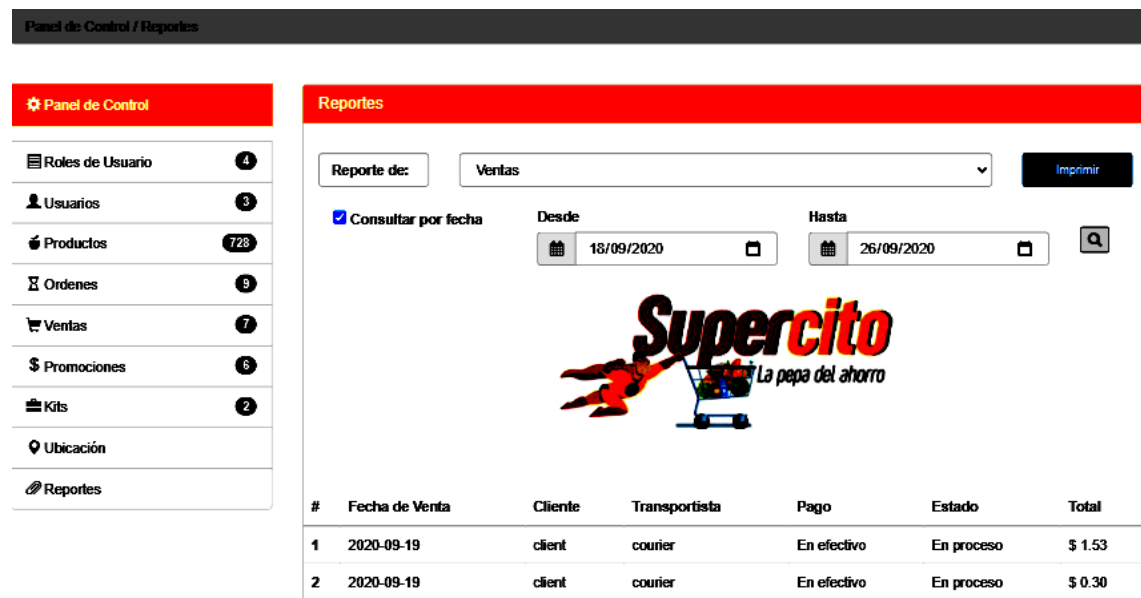 Panel de Control / Reportes
Panel de Control
Roles de Usuario 4
Usuarios 3
Productos 728
Ordenes 9
Ventas 7
Promociones 6
Kits 2
Ubicación
Reportes
Reportes
Reporte de: Ventas Imprimir
Consultar por fecha Desde Hasta
18/09/2020 26/09/2020
Supercito
La pepa del ahorro
# Fecha de Venta Cliente Transportista Pago Estado Total
1 2020-09-19 client courier En efectivo En proceso $ 1.53
2 2020-09-19 client courier En efectivo En proceso $ 0.30